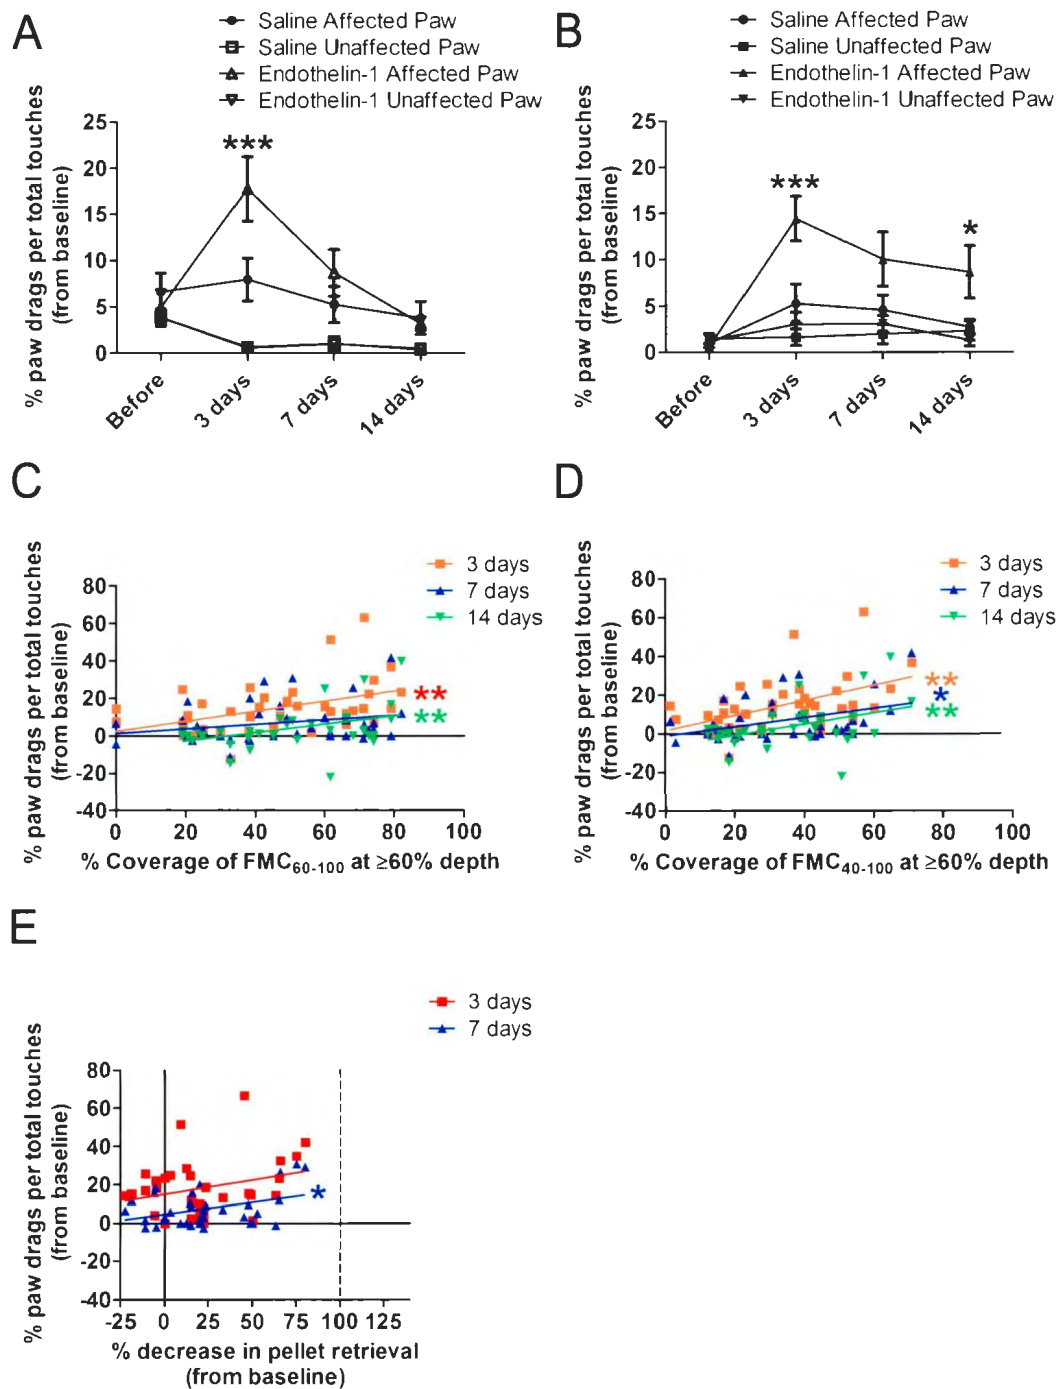 A
Saline Affected Paw
Saline Unaffected Paw
Endothelin-1 Affected Paw
Endothelin-1 Unaffected Paw
% paw drags per total touches
(from baseline)
25
20
15
10
5
0
***
Before
3 days
7 days
14 days
B
Saline Affected Paw
Saline Unaffected Paw
Endothelin-1 Affected Paw
Endothelin-1 Unaffected Paw
% paw drags per total touches
(from baseline)
25
20
15
10
5
0
***
*
Before
3 days
7 days
14 days
C
3 days
7 days
14 days
% paw drags per total touches
(from baseline)
80
60
40
20
0
-20
-40
**
**
0 20 40 60 80 100
% Coverage of FMC60-100 at ≥60% depth
D
3 days
7 days
14 days
% paw drags per total touches
(from baseline)
80
60
40
20
0
-20
-40
**
*
**
0 20 40 60 80 100
% Coverage of FMC40-100 at ≥60% depth
E
3 days
7 days
% paw drags per total touches
(from baseline)
80
60
40
20
0
-20
-40
*
-25 0 25 50 75 100 125
% decrease in pellet retrieval
(from baseline)